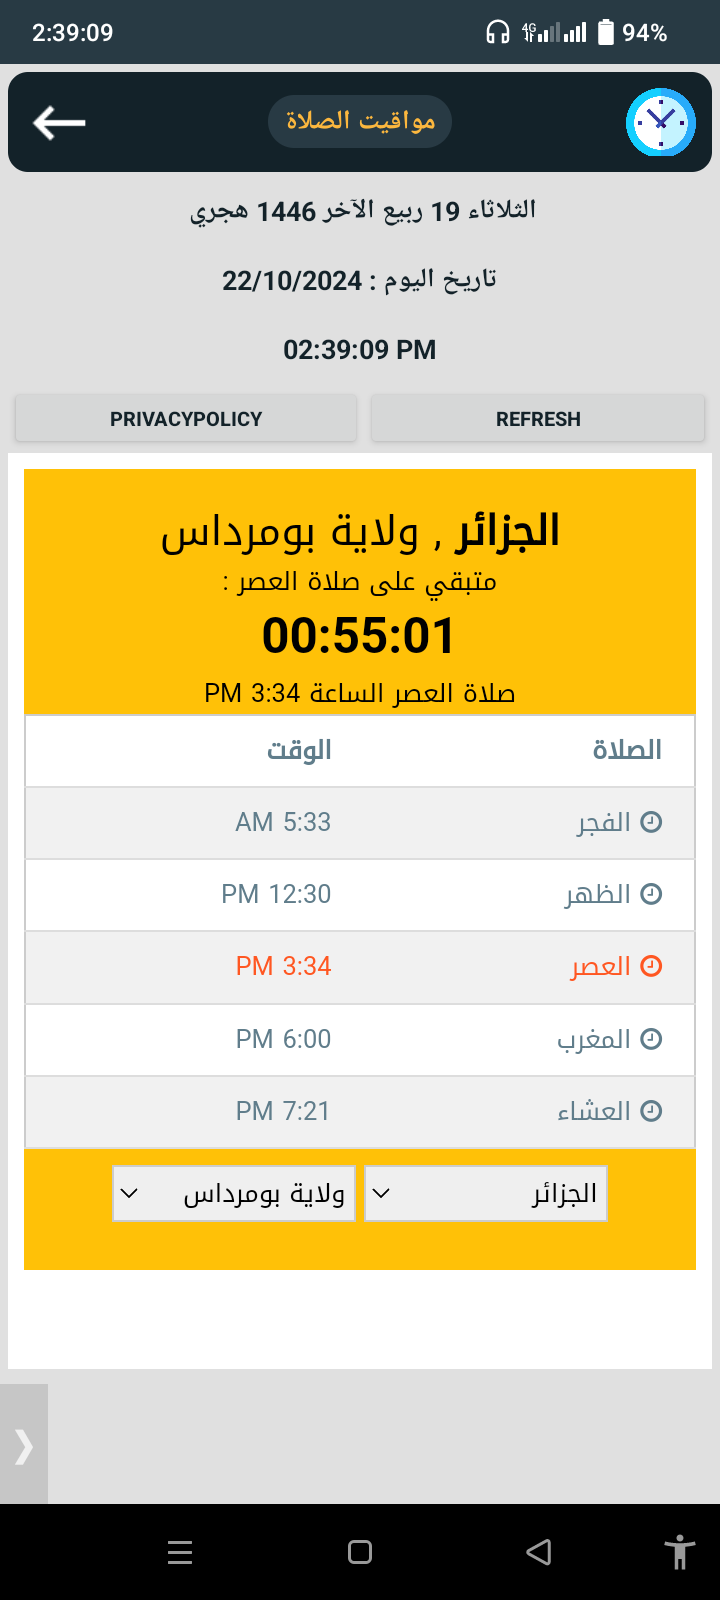 2:39:09 4G 94%
مواقيت الصلاة
الثلاثاء 19 ربيع الآخر 1446 هجري
تاريخ اليوم : 22/10/2024
02:39:09 PM
PRIVACYPOLICY REFRESH
الجزائر , ولاية بومرداس
متبقي على صلاة العصر :
00:55:01
صلاة العصر الساعة 3:34 PM
الصلاة الوقت
الفجر 5:33 AM
الظهر 12:30 PM
العصر 3:34 PM
المغرب 6:00 PM
العشاء 7:21 PM
الجزائر ولاية بومرداس